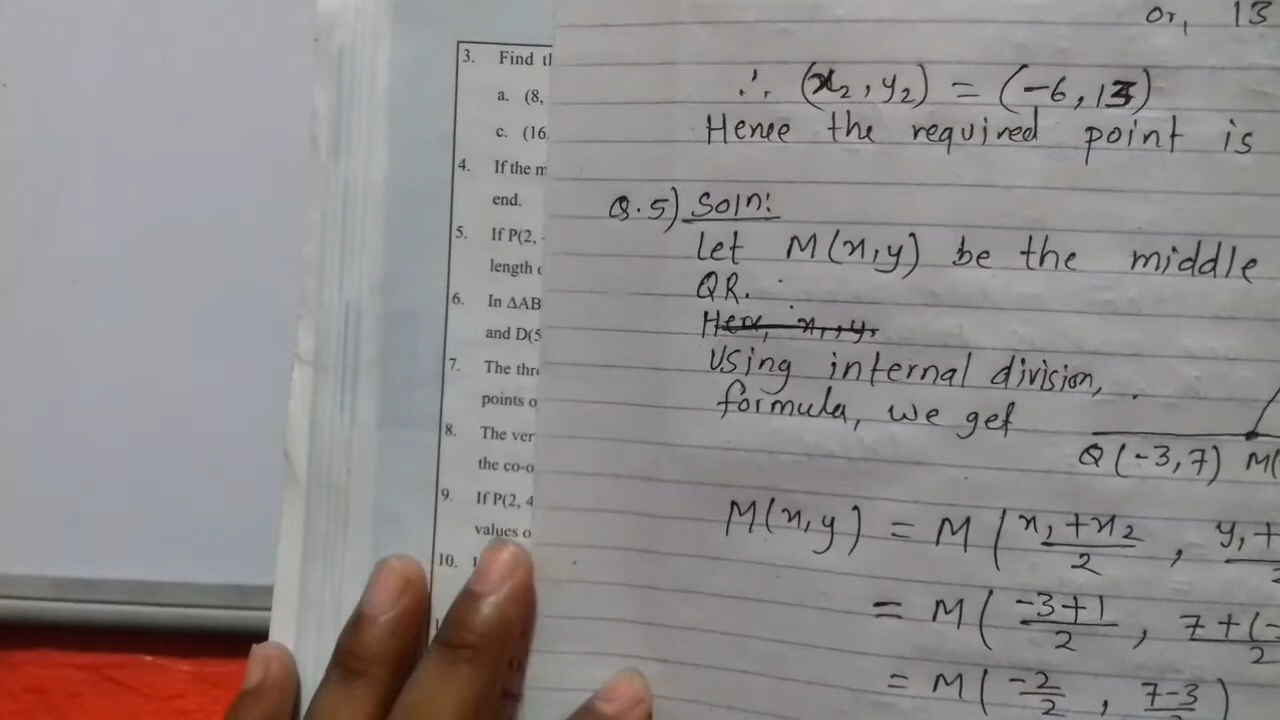 3. Find
a. (8,
c. (16
4. If the
end.
5. If P(2,
length
6. In ΔAB
and D(5
7. The
points
8. The
the co-o
9. If P(2, 4
values
10.
or, 13
∴ (x₂, y₂) = (-6, 13)
Hence the required point is
Q.5) Soln:
Let M(x, y) be the middle
QR.
Here, x₁, y₁
Using internal division,
formula, we get
Q(-3,7) M(
M(x, y) = M(x₁+x₂/2, y₁+
= M(-3+1/2, 7+(-/2
= M(-2/2, 7-3